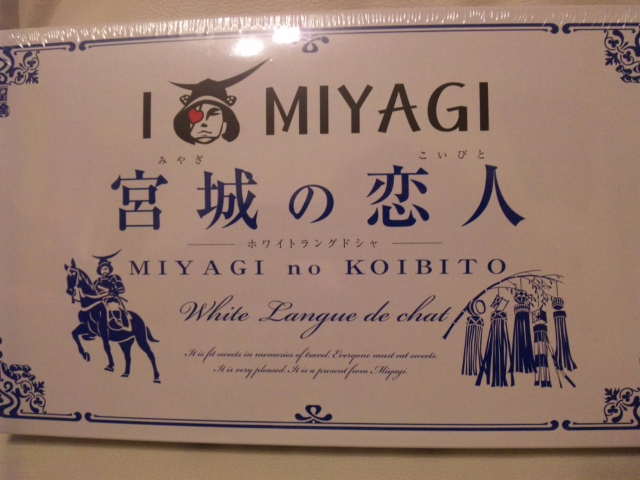 I MIYAGI
みやぎ こいびと
宮城の恋人
ホワイトラングドシャ
MIYAGI no KOIBITO
White Langue de chat
It is fit sweets in memories of travel. Everyone must eat sweets.
It is very pleased. It is a present from Miyagi.